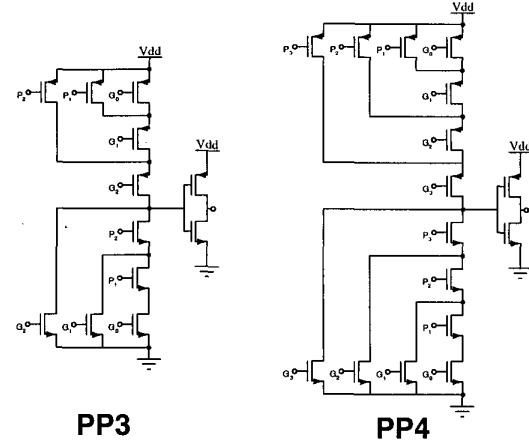 Vdd
P2 P1 G0
G1
G2
Vdd
P2
P1
G2 G1 G0
PP3
Vdd
P3 P2 P1 G0
G1
G2
G3
Vdd
P3
P2
P1
G3 G2 G1 G0
PP4